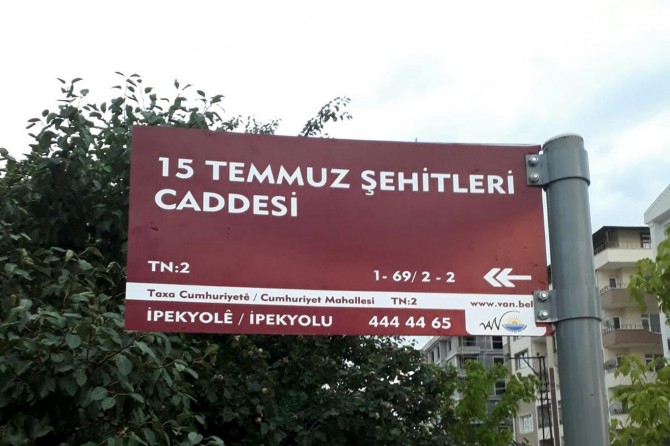 15 TEMMUZ ŞEHİTLERİ
CADDESİ
TN:2 1- 69/ 2 - 2
Taxa Cumhuriyetê / Cumhuriyet Mahallesi TN:2 www.van.bel
İPEKYOLÊ / İPEKYOLU 444 44 65 VAN